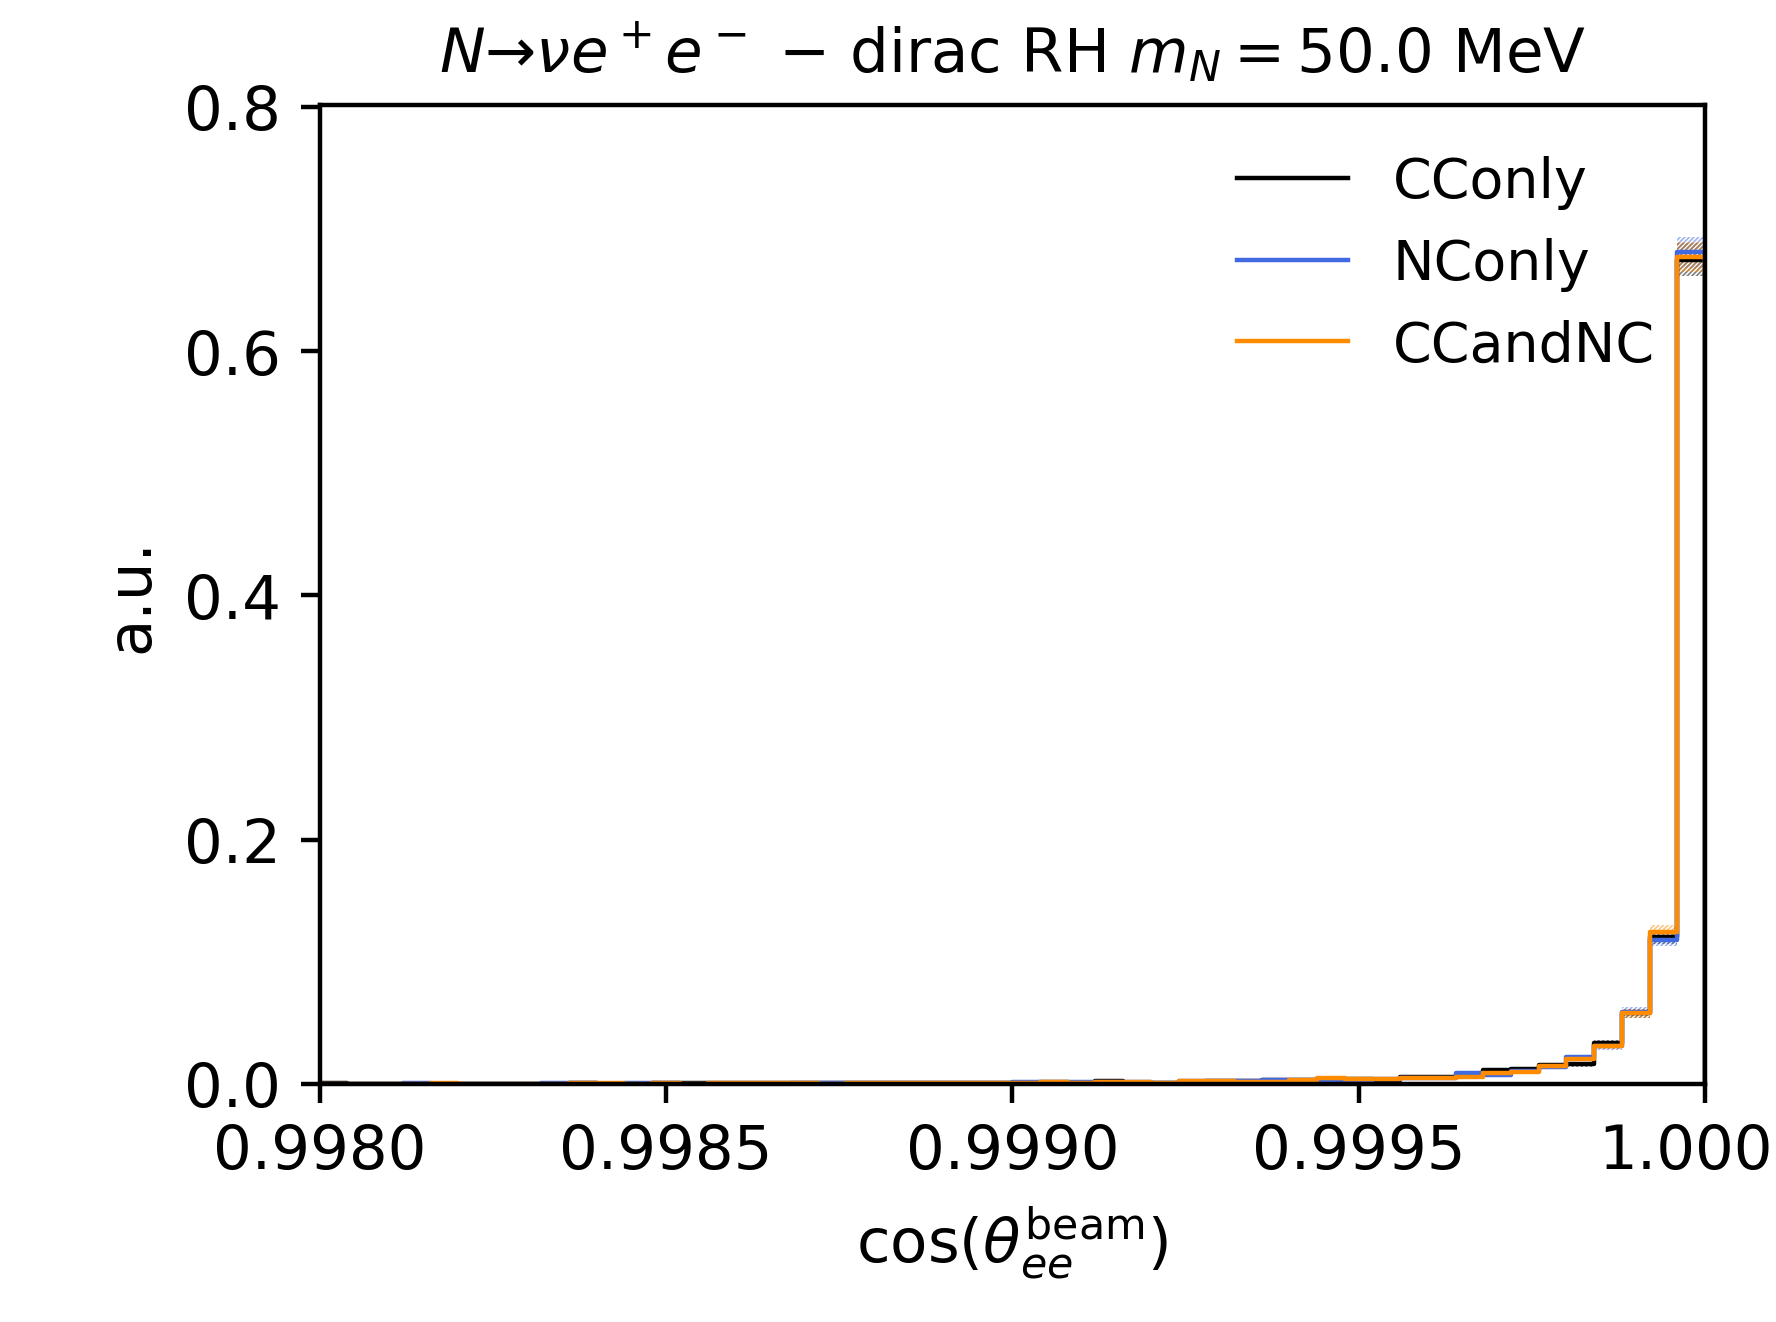 N→νe⁺e⁻ − dirac RH m_N = 50.0 MeV
0.8
0.6
0.4
0.2
0.0
a.u.
CConly
NConly
CCandNC
0.9980 0.9985 0.9990 0.9995 1.000
cos(θ_ee^beam)